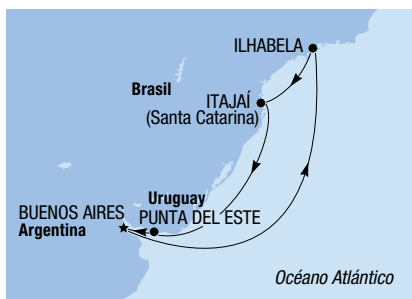 ILHABELA
Brasil
ITAJAÍ
(Santa Catarina)
Uruguay
BUENOS AIRES
PUNTA DEL ESTE
Argentina
Océano Atlántico